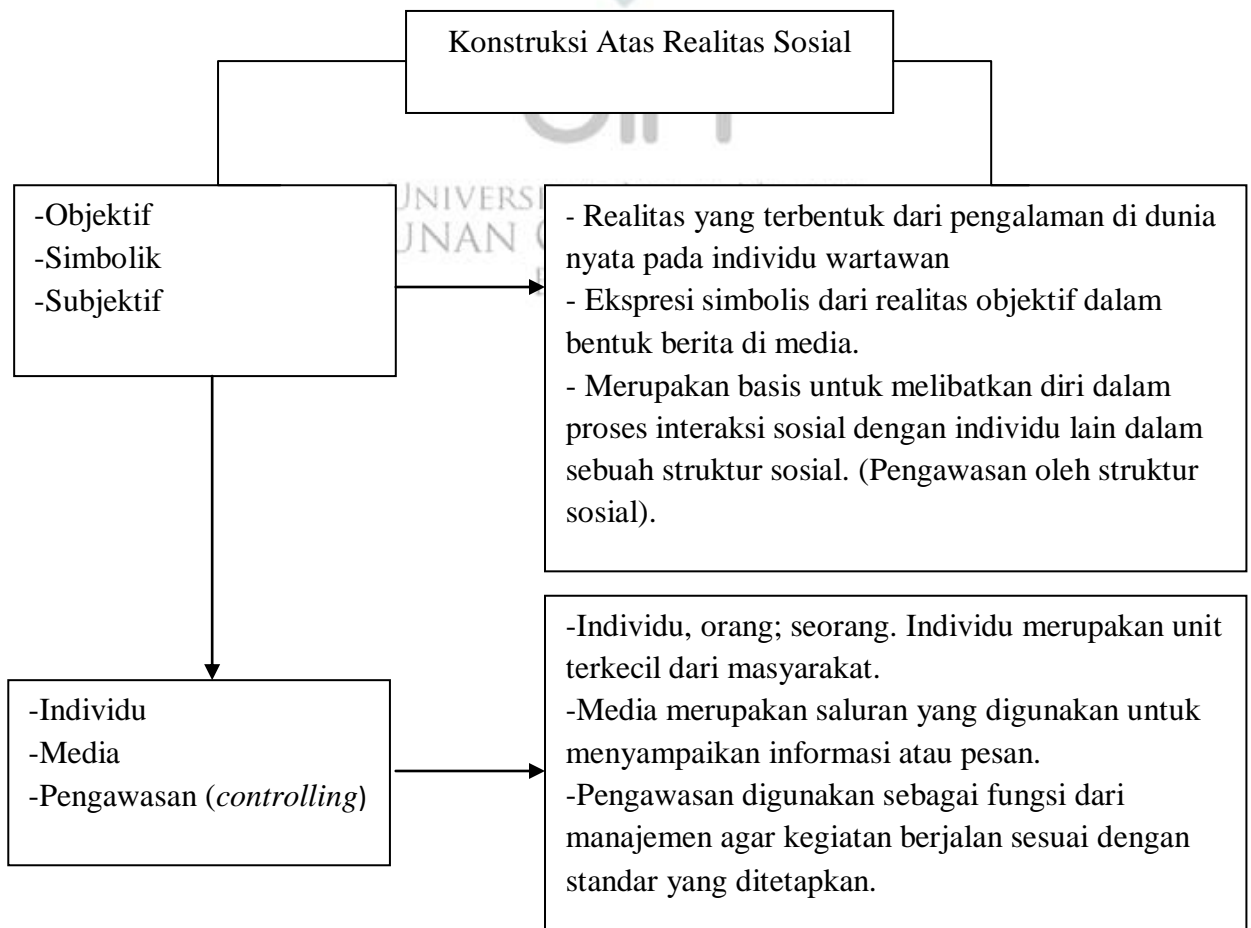 Konstruksi Atas Realitas Sosial
UNIVERSI
UNAN
-Objektif
-Simbolik
-Subjektif
- Realitas yang terbentuk dari pengalaman di dunia
nyata pada individu wartawan
- Ekspresi simbolis dari realitas objektif dalam
bentuk berita di media.
- Merupakan basis untuk melibatkan diri dalam
proses interaksi sosial dengan individu lain dalam
sebuah struktur sosial. (Pengawasan oleh struktur
sosial).
-Individu
-Media
-Pengawasan (controlling)
-Individu, orang; seorang. Individu merupakan unit
terkecil dari masyarakat.
-Media merupakan saluran yang digunakan untuk
menyampaikan informasi atau pesan.
-Pengawasan digunakan sebagai fungsi dari
manajemen agar kegiatan berjalan sesuai dengan
standar yang ditetapkan.